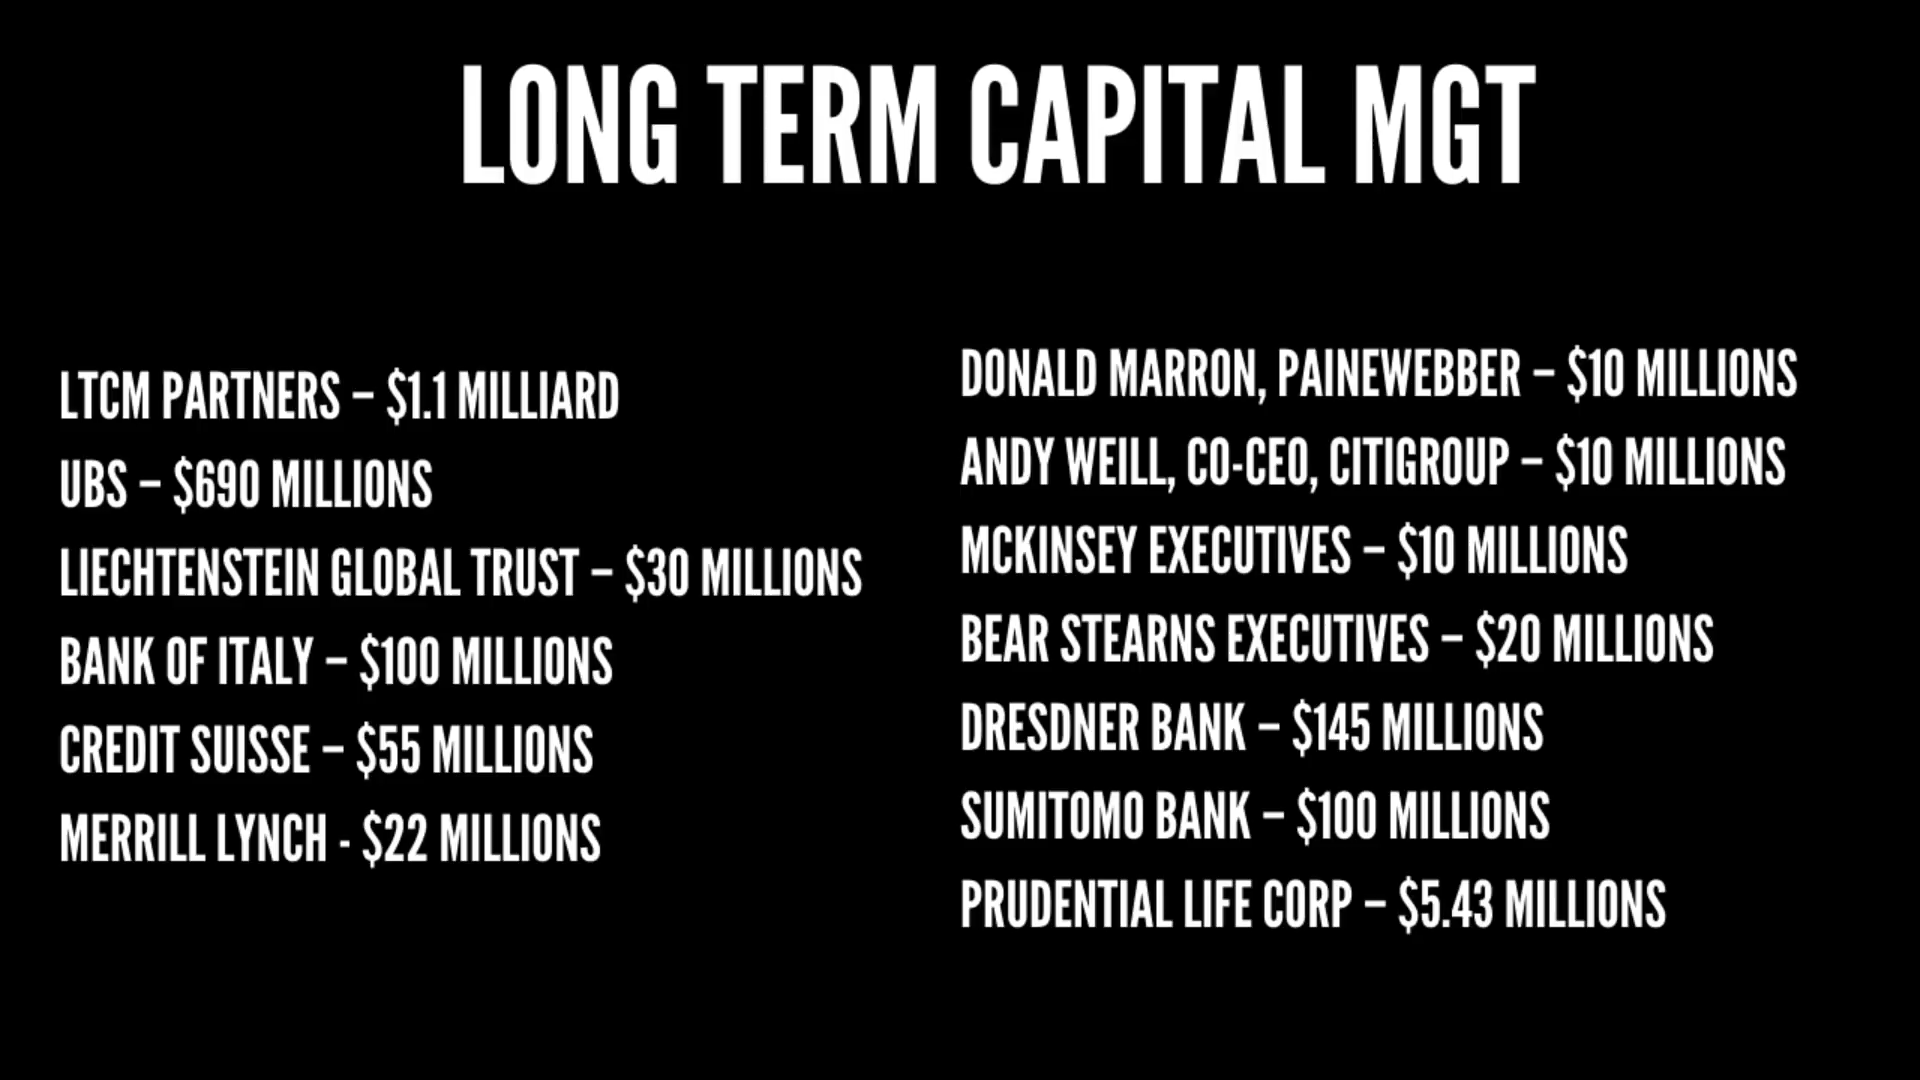 LONG TERM CAPITAL MGT
LTCM PARTNERS – $1.1 MILLIARD
UBS – $690 MILLIONS
LIECHTENSTEIN GLOBAL TRUST – $30 MILLIONS
BANK OF ITALY – $100 MILLIONS
CREDIT SUISSE – $55 MILLIONS
MERRILL LYNCH - $22 MILLIONS
DONALD MARRON, PAINEWEBBER – $10 MILLIONS
ANDY WEILL, CO-CEO, CITIGROUP – $10 MILLIONS
MCKINSEY EXECUTIVES – $10 MILLIONS
BEAR STEARNS EXECUTIVES – $20 MILLIONS
DRESDNER BANK – $145 MILLIONS
SUMITOMO BANK – $100 MILLIONS
PRUDENTIAL LIFE CORP – $5.43 MILLIONS